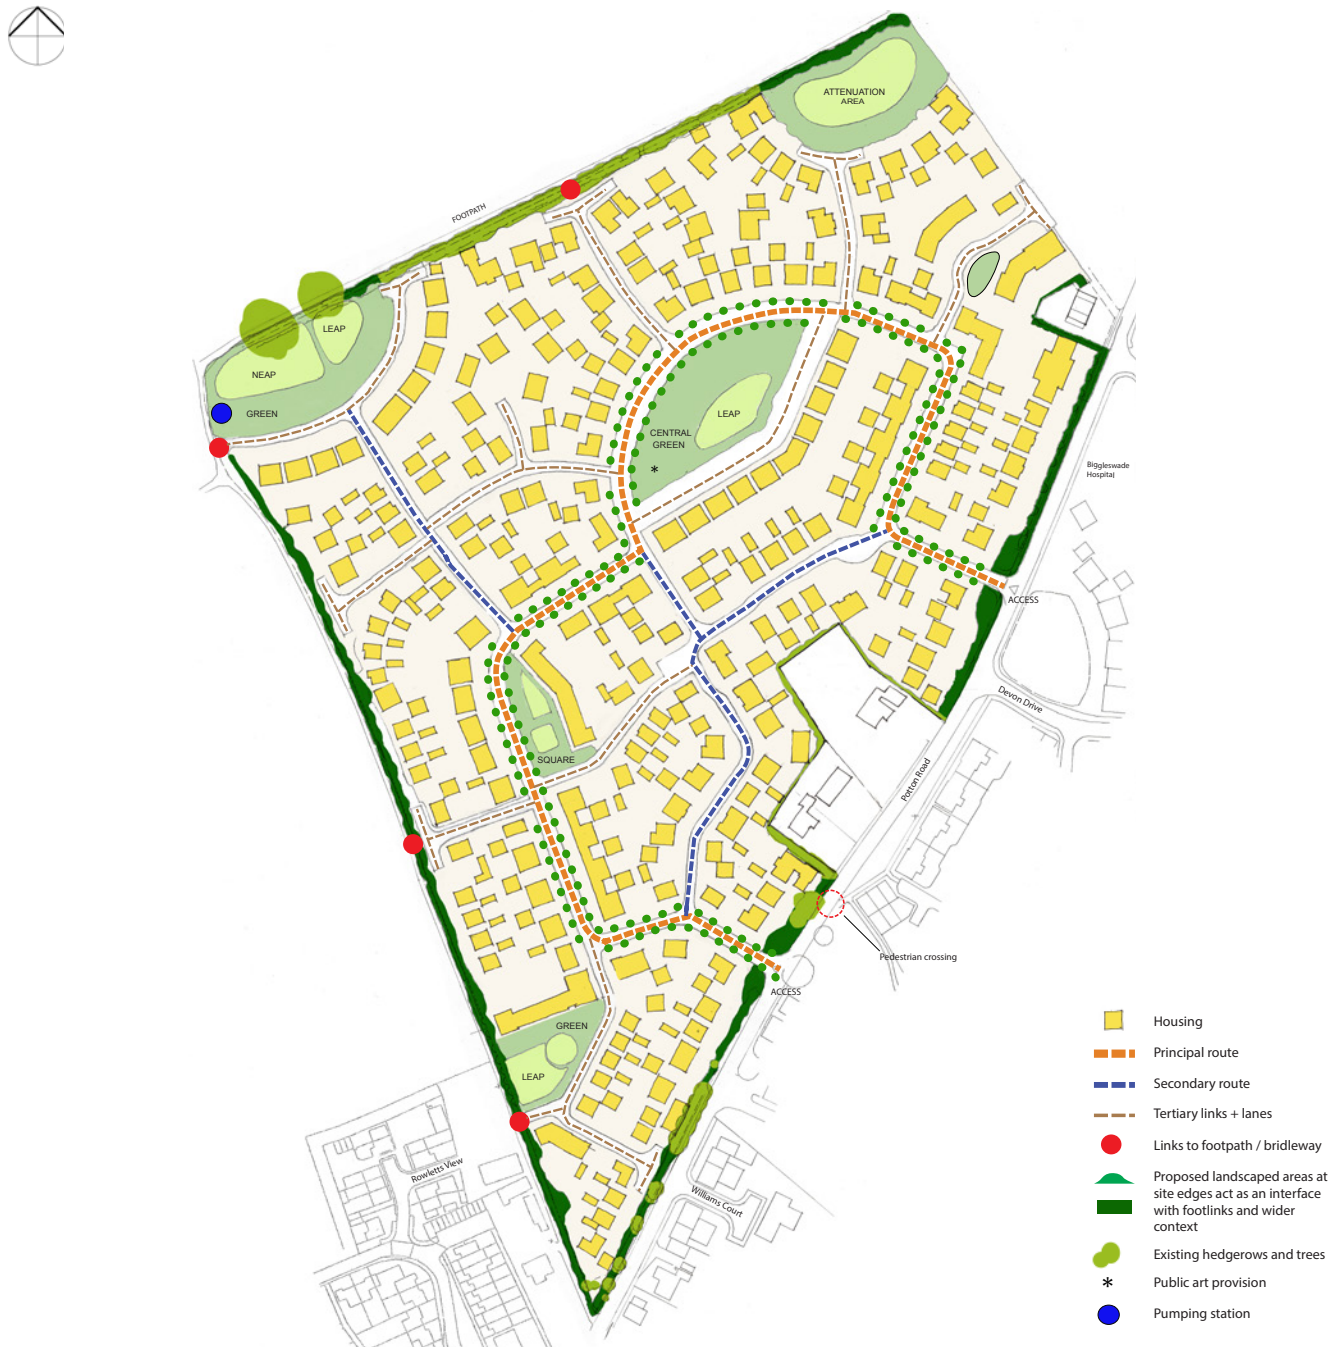 ATTENUATION
AREA
FOOTPATH
LEAP
NEAP
GREEN
LEAP
CENTRAL
GREEN
*
Biggleswade
Hospital
ACCESS
Devon Drive
SQUARE
Potton Road
Pedestrian crossing
ACCESS
GREEN
LEAP
Rowletts View
Williams Court
Housing
Principal route
Secondary route
Tertiary links + lanes
Links to footpath / bridleway
Proposed landscaped areas at
site edges act as an interface
with footlinks and wider
context
Existing hedgerows and trees
* Public art provision
Pumping station